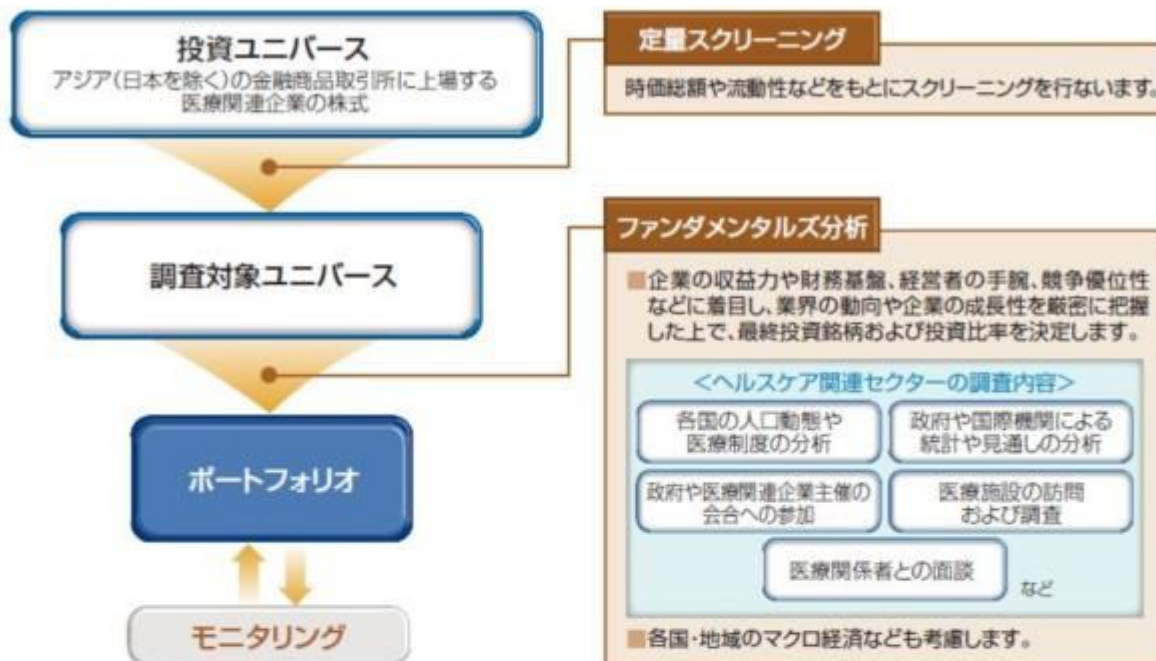 投資ユニバース
アジア(日本を除く)の金融商品取引所に上場する
医療関連企業の株式
定量スクリーニング
時価総額や流動性などをもとにスクリーニングを行ないます。
調査対象ユニバース
ファンダメンタルズ分析
■企業の収益力や財務基盤、経営者の手腕、競争優位性
などに着目し、業界の動向や企業の成長性を厳密に把握
した上で、最終投資銘柄および投資比率を決定します。
<ヘルスケア関連セクターの調査内容>
各国の人口動態や
医療制度の分析
政府や国際機関による
統計や見通しの分析
政府や医療関連企業主催の
会合への参加
医療施設の訪問
および調査
医療関係者との面談
など
■各国・地域のマクロ経済なども考慮します。
ポートフォリオ
モニタリング